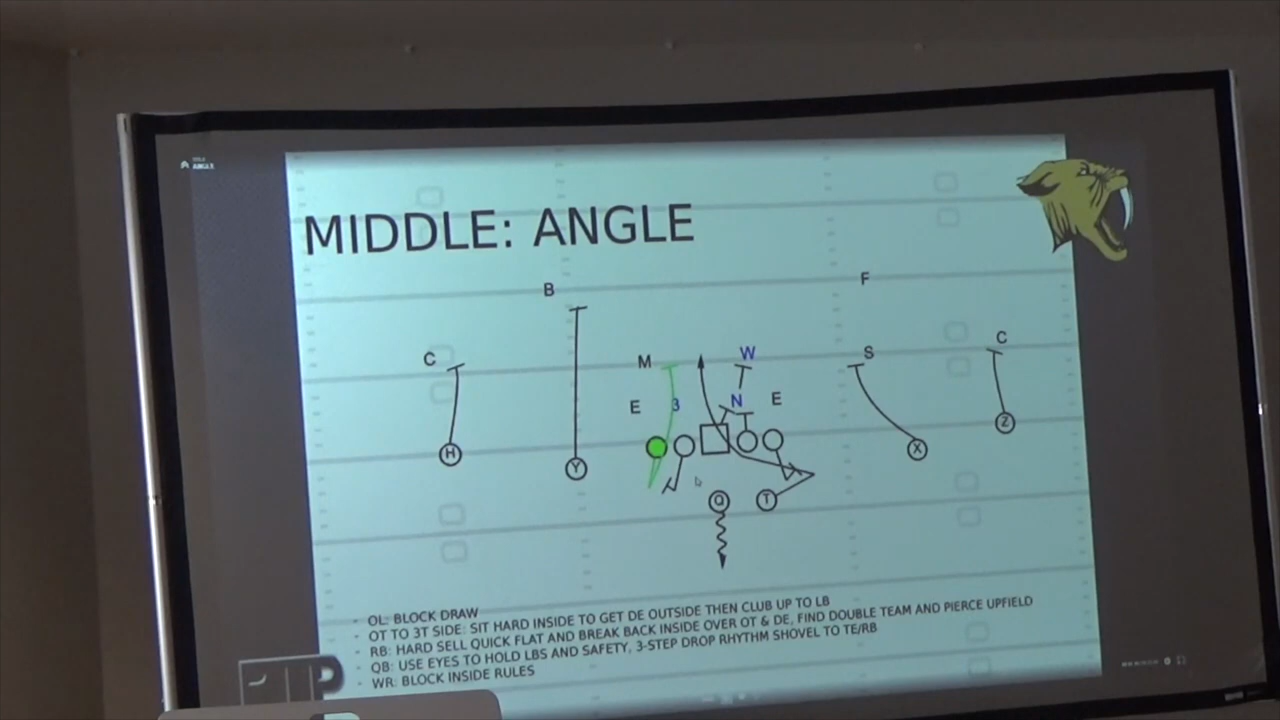 ANGLE
MIDDLE: ANGLE
B
F
C
M
W
S
C
E
3
N
E
H
Y
X
Z
Q
T
- OL: BLOCK DRAW
- OT TO 3T SIDE: SIT HARD INSIDE TO GET DE OUTSIDE THEN CLUB UP TO LB
- RB: HARD SELL QUICK FLAT AND BREAK BACK INSIDE OVER OT & DE, FIND DOUBLE TEAM AND PIERCE UPFIELD
- QB: USE EYES TO HOLD LBS AND SAFETY, 3-STEP DROP RHYTHM SHOVEL TO TE/RB
- WR: BLOCK INSIDE RULES